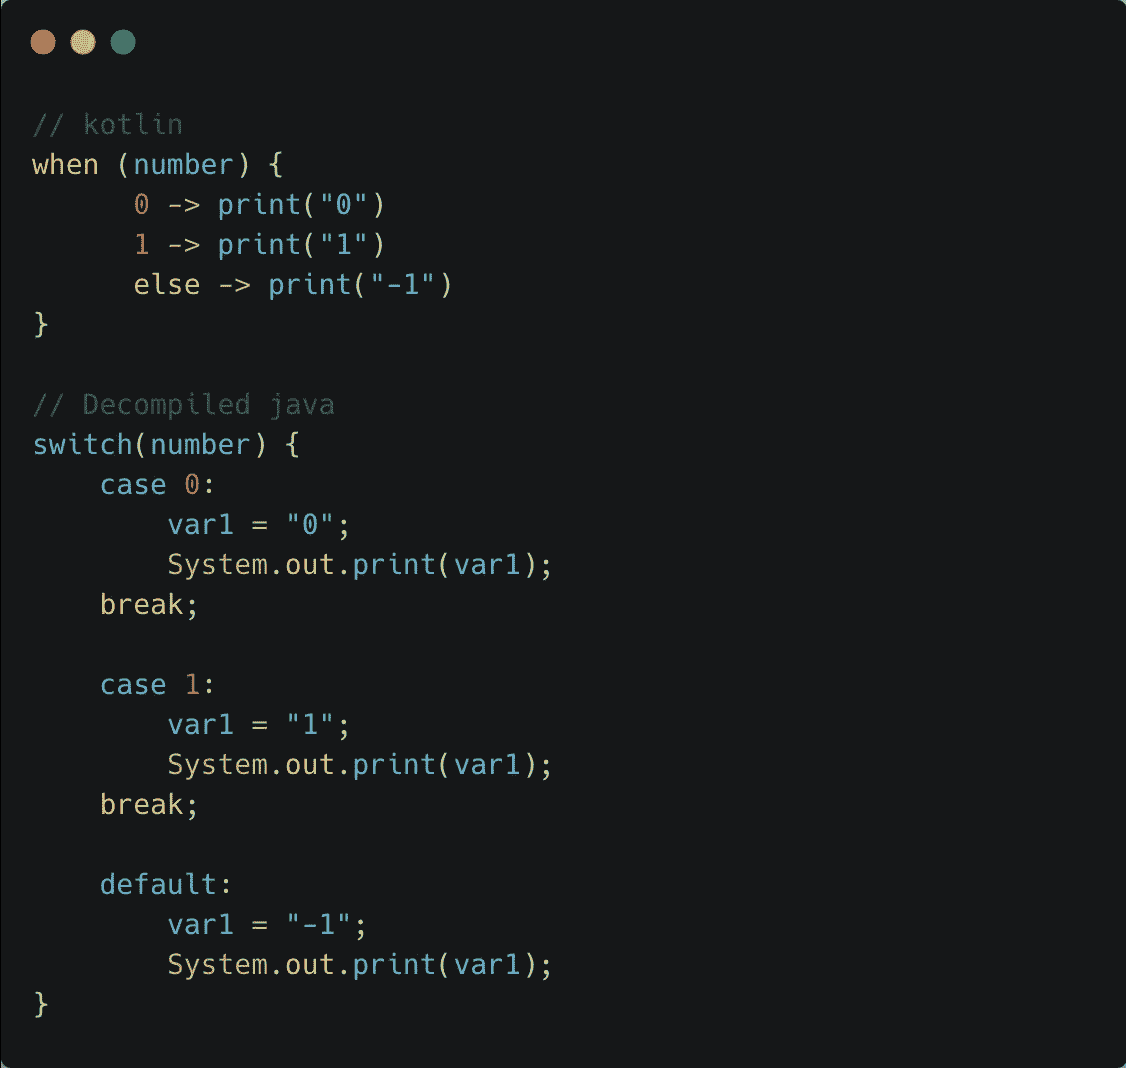 // kotlin
when (number) {
      0 -> print("0")
      1 -> print("1")
      else -> print("-1")
}

// Decompiled java
switch(number) {
    case 0:
        var1 = "0";
        System.out.print(var1);
    break;

    case 1:
        var1 = "1";
        System.out.print(var1);
    break;

    default:
        var1 = "-1";
        System.out.print(var1);
}